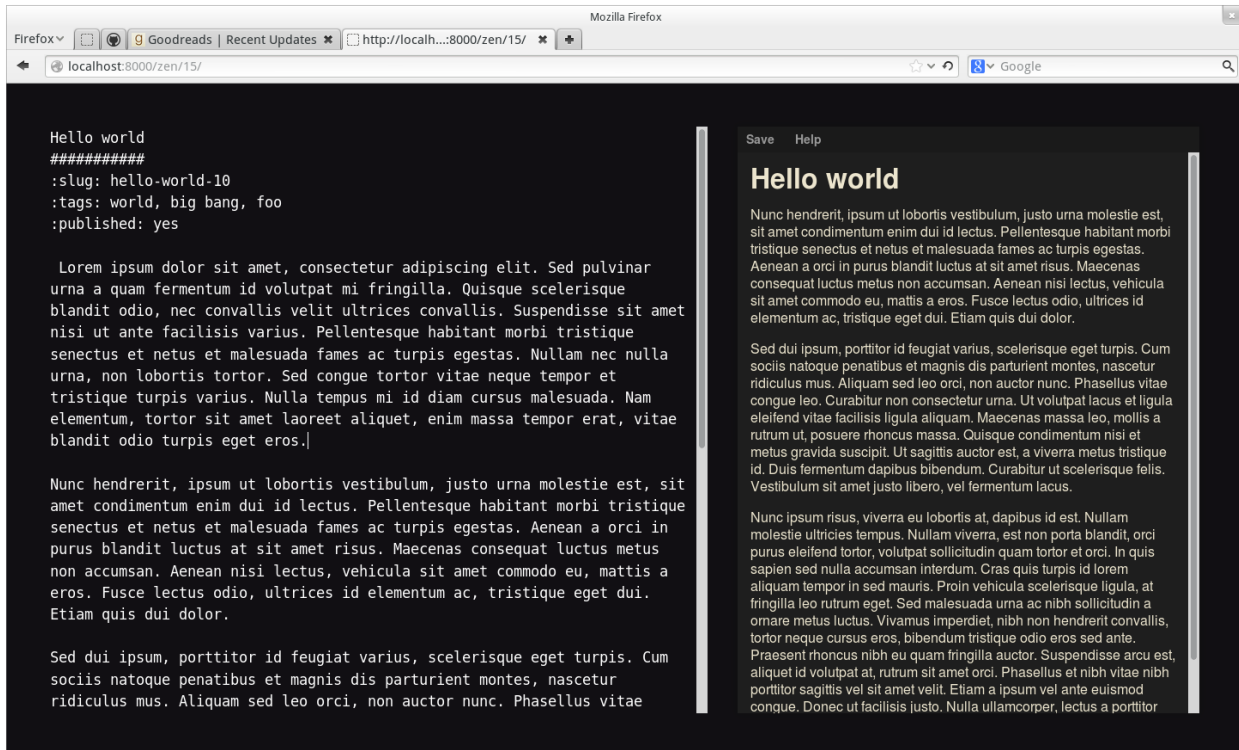 Mozilla Firefox
Firefox
Goodreads | Recent Updates
http://localh...:8000/zen/15/
localhost:8000/zen/15/
Google
Hello world
###########
:slug: hello-world-10
:tags: world, big bang, foo
:published: yes
Lorem ipsum dolor sit amet, consectetur adipiscing elit. Sed pulvinar
urna a quam fermentum id volutpat mi fringilla. Quisque scelerisque
blandit odio, nec convallis velit ultrices convallis. Suspendisse sit amet
nisi ut ante facilisis varius. Pellentesque habitant morbi tristique
senectus et netus et malesuada fames ac turpis egestas. Nullam nec nulla
urna, non lobortis tortor. Sed congue tortor vitae neque tempor et
tristique turpis varius. Nulla tempus mi id diam cursus malesuada. Nam
elementum, tortor sit amet laoreet aliquet, enim massa tempor erat, vitae
blandit odio turpis eget eros.
Nunc hendrerit, ipsum ut lobortis vestibulum, justo urna molestie est, sit
amet condimentum enim dui id lectus. Pellentesque habitant morbi tristique
senectus et netus et malesuada fames ac turpis egestas. Aenean a orci in
purus blandit luctus at sit amet risus. Maecenas consequat luctus metus
non accumsan. Aenean nisi lectus, vehicula sit amet commodo eu, mattis a
eros. Fusce lectus odio, ultrices id elementum ac, tristique eget dui.
Etiam quis dui dolor.
Sed dui ipsum, porttitor id feugiat varius, scelerisque eget turpis. Cum
sociis natoque penatibus et magnis dis parturient montes, nascetur
ridiculus mus. Aliquam sed leo orci, non auctor nunc. Phasellus vitae
Save Help
Hello world
Nunc hendrerit, ipsum ut lobortis vestibulum, justo urna molestie est,
sit amet condimentum enim dui id lectus. Pellentesque habitant morbi
tristique senectus et netus et malesuada fames ac turpis egestas.
Aenean a orci in purus blandit luctus at sit amet risus. Maecenas
consequat luctus metus non accumsan. Aenean nisi lectus, vehicula
sit amet commodo eu, mattis a eros. Fusce lectus odio, ultrices id
elementum ac, tristique eget dui. Etiam quis dui dolor.
Sed dui ipsum, porttitor id feugiat varius, scelerisque eget turpis. Cum
sociis natoque penatibus et magnis dis parturient montes, nascetur
ridiculus mus. Aliquam sed leo orci, non auctor nunc. Phasellus vitae
congue leo. Curabitur non consectetur urna. Ut volutpat lacus et ligula
eleifend vitae facilisis ligula aliquam. Maecenas massa leo, mollis a
rutrum ut, posuere rhoncus massa. Quisque condimentum nisi et
metus gravida suscipit. Ut sagittis auctor est, a viverra metus tristique
id. Duis fermentum dapibus bibendum. Curabitur ut scelerisque felis.
Vestibulum sit amet justo libero, vel fermentum lacus.
Nunc ipsum risus, viverra eu lobortis at, dapibus id est. Nullam
molestie ultricies tempus. Nullam viverra, est non porta blandit, orci
purus eleifend tortor, volutpat sollicitudin quam tortor et orci. In quis
sapien sed nulla accumsan interdum. Cras quis turpis id lorem
aliquam tempor in sed mauris. Proin vehicula scelerisque ligula, at
fringilla leo rutrum eget. Sed malesuada urna ac nibh sollicitudin a
ornare metus luctus. Vivamus imperdiet, nibh non hendrerit convallis,
tortor neque cursus eros, bibendum tristique odio eros sed ante.
Praesent rhoncus nibh eu quam fringilla auctor. Suspendisse arcu est,
aliquet id volutpat at, rutrum sit amet orci. Phasellus et nibh vitae nibh
porttitor sagittis vel sit amet velit. Etiam a ipsum vel ante euismod
congue. Donec ut facilisis justo. Nulla ullamcorper, lectus a porttitor